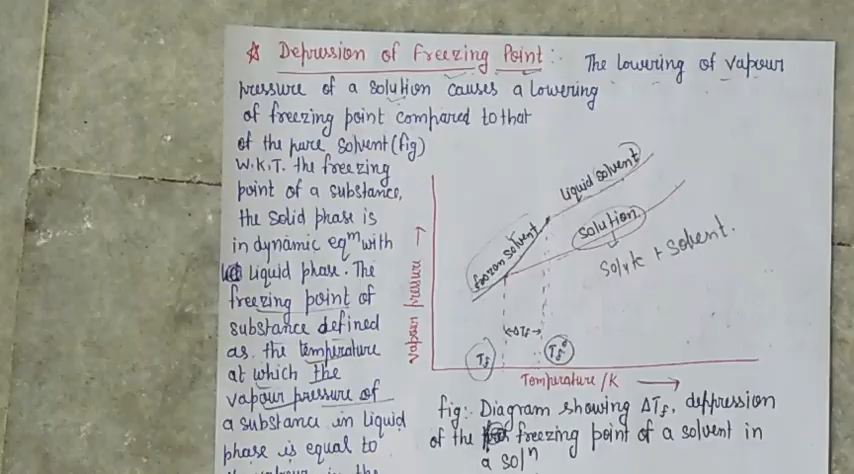 ☆ Depression of Freezing Point:- The lowering of vapour
pressure of a solution causes a lowering
of freezing point compared to that
of the pure solvent (fig)
W.K.T. the freezing
point of a substance,
the solid phase is
in dynamic eqᵐ with
Liquid phase. The
freezing point of
substance defined
as the temperature
at which the
vapour pressure of
a substance in liquid
phase is equal to
Vapour pressure →
frozen solvent
Liquid solvent
solution
Solute + Solvent.
ΔTf
Tf
Tf°
Temperature/K →
fig:- Diagram showing ΔTf, deppression
of the freezing point of a solvent in
a solⁿ